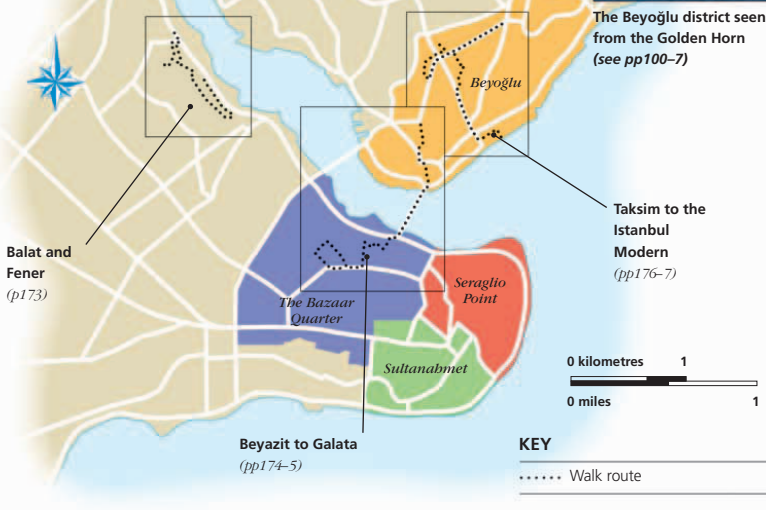 The Beyoğlu district seen
from the Golden Horn
(see pp100–7)
Beyoğlu
Taksim to the
Istanbul
Modern
(pp176–7)
Balat and
Fener
(p173)
Seraglio
Point
The Bazaar
Quarter
Sultanahmet
0 kilometres 1
0 miles 1
Beyazit to Galata
(pp174–5)
KEY
Walk route